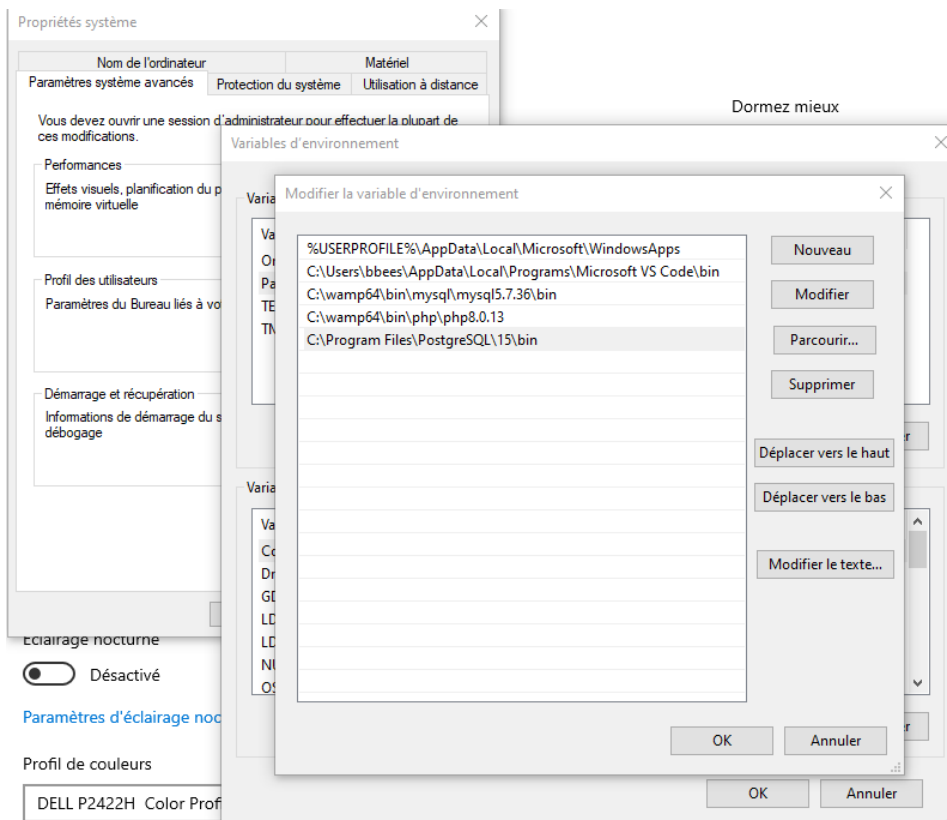 Propriétés système
Nom de l'ordinateur
Matériel
Paramètres système avancés
Protection du système
Utilisation à distance
Dormez mieux
Vous devez ouvrir une session d'administrateur pour effectuer la plupart de
ces modifications.
Variables d'environnement
Performances
Effets visuels, planification du
mémoire virtuelle
Modifier la variable d'environnement
%USERPROFILE%\AppData\Local\Microsoft\WindowsApps
C:\Users\bbees\AppData\Local\Programs\Microsoft VS Code\bin
C:\wamp64\bin\mysql\mysql5.7.36\bin
C:\wamp64\bin\php\php8.0.13
C:\Program Files\PostgreSQL\15\bin
Nouveau
Modifier
Parcourir...
Supprimer
Déplacer vers le haut
Déplacer vers le bas
Modifier le texte...
Profil des utilisateurs
Paramètres du Bureau liés à
Démarrage et récupération
Informations de démarrage du
débogage
OK
Annuler
OK
Annuler
Éclairage nocturne
Désactivé
Paramètres d'éclairage
Profil de couleurs
DELL P2422H Color